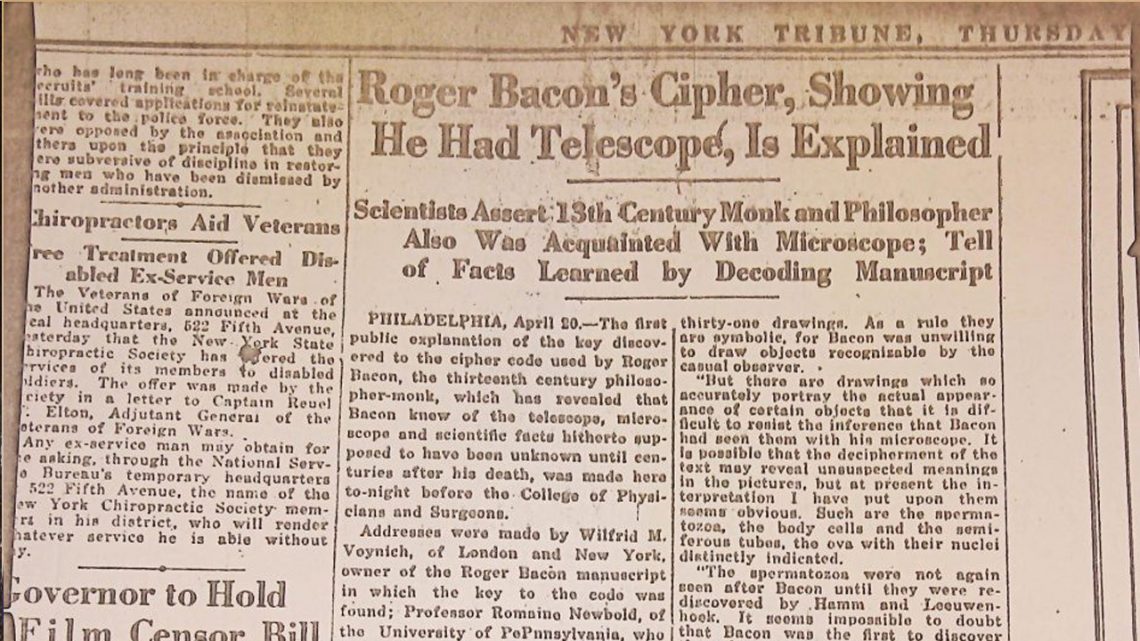 NEW YORK TRIBUNE, THURSDAY
who has long been in charge of the
recruits' training school. Several
bills covered applications for reinstate-
ment to the police force. They also
were opposed by the association and
others upon the principle that they
were subversive of discipline in restor-
ing men who have been dismissed by
another administration.
Chiropractors Aid Veterans
Free Treatment Offered Dis-
abled Ex-Service Men
The Veterans of Foreign Wars of
the United States announced at the
local headquarters, 522 Fifth Avenue,
yesterday that the New York State
Chiropractic Society has offered the
services of its members to disabled
soldiers. The offer was made by the
society in a letter to Captain Reuel
Elton, Adjutant General of the
Veterans of Foreign Wars.
Any ex-service man may obtain for
the asking, through the National Serv-
Bureau's temporary headquarters
522 Fifth Avenue, the name of the
New York Chiropractic Society mem-
in his district, who will render
whatever service he is able without
Governor to Hold
Film Censor Bill
Roger Bacon's Cipher, Showing
He Had Telescope, Is Explained
Scientists Assert 13th Century Monk and Philosopher
Also Was Acquainted With Microscope; Tell
of Facts Learned by Decoding Manuscript
PHILADELPHIA, April 20.—The first
public explanation of the key discov-
ered to the cipher code used by Roger
Bacon, the thirteenth century philoso-
pher-monk, which has revealed that
Bacon knew of the telescope, micro-
scope and scientific facts hitherto sup-
posed to have been unknown until cen-
turies after his death, was made here
to-night before the College of Physi-
cians and Surgeons.
Addresses were made by Wilfrid M.
Voynich, of London and New York,
owner of the Roger Bacon manuscript
in which the key to the code was
found; Professor Romaine Newbold, of
the University of PePnnsylvania, who
thirty-one drawings. As a rule they
are symbolic, for Bacon was unwilling
to draw objects recognizable by the
casual observer.
"But there are drawings which so
accurately portray the actual appear-
ance of certain objects that it is dif-
ficult to resist the inference that Bacon
had seen them with his microscope. It
is possible that the decipherment of the
text may reveal unsuspected meanings
in the pictures, but at present the in-
terpretation I have put upon them
seems obvious. Such are the sperma-
tozoa, the body cells and the semi-
ferous tubes, the ova with their nuclei
distinctly indicated.
"The spermatozoa were not again
seen after Bacon until they were re-
discovered by Hamm and Leeuwen-
hoek. It seems impossible to doubt
that Bacon was the first to discover